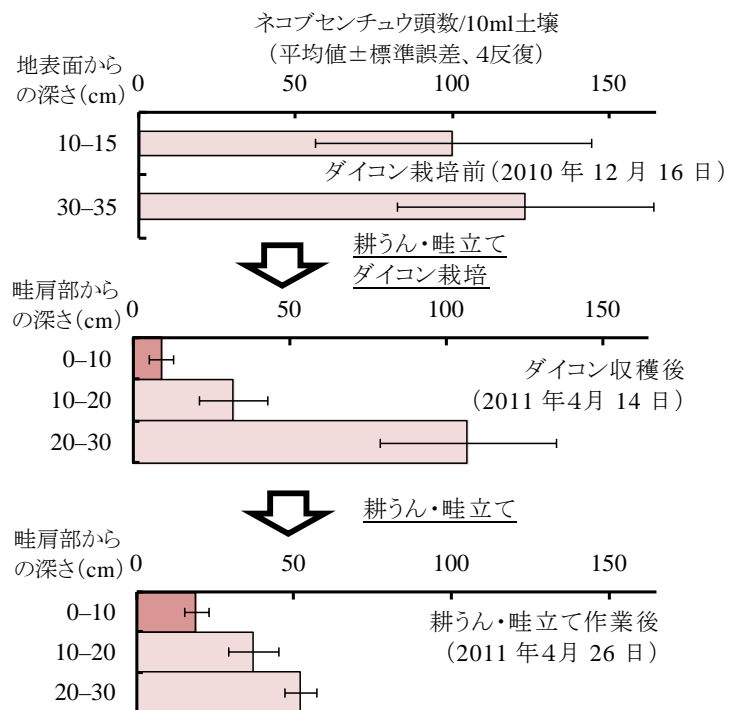 ネコブセンチュウ頭数/10ml土壌
(平均値±標準誤差、4反復)
地表面から
の深さ(cm)
0 50 100 150
10–15
ダイコン栽培前(2010 年 12 月 16 日)
30–35
耕うん・畦立て
ダイコン栽培
畦肩部から
の深さ(cm)
0 50 100 150
0–10
ダイコン収穫後
10–20
(2011 年4月 14 日)
20–30
耕うん・畦立て
畦肩部から
の深さ(cm)
0 50 100 150
0–10
耕うん・畦立て作業後
10–20
(2011 年4月 26 日)
20–30